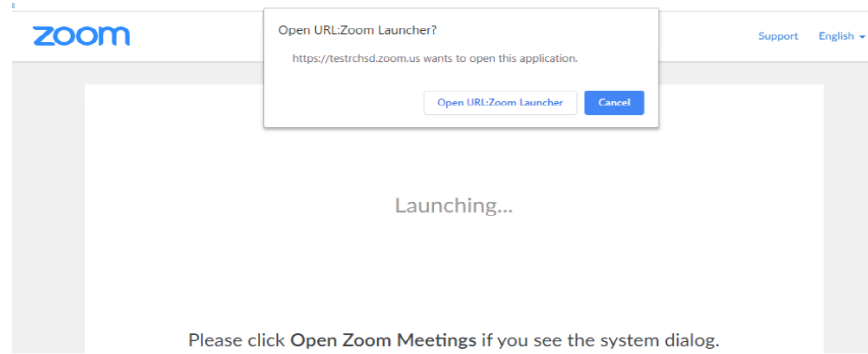 zoom
Support English
Open URL:Zoom Launcher?
https://testrchsd.zoom.us wants to open this application.
Open URL:Zoom Launcher Cancel
Launching...
Please click Open Zoom Meetings if you see the system dialog.